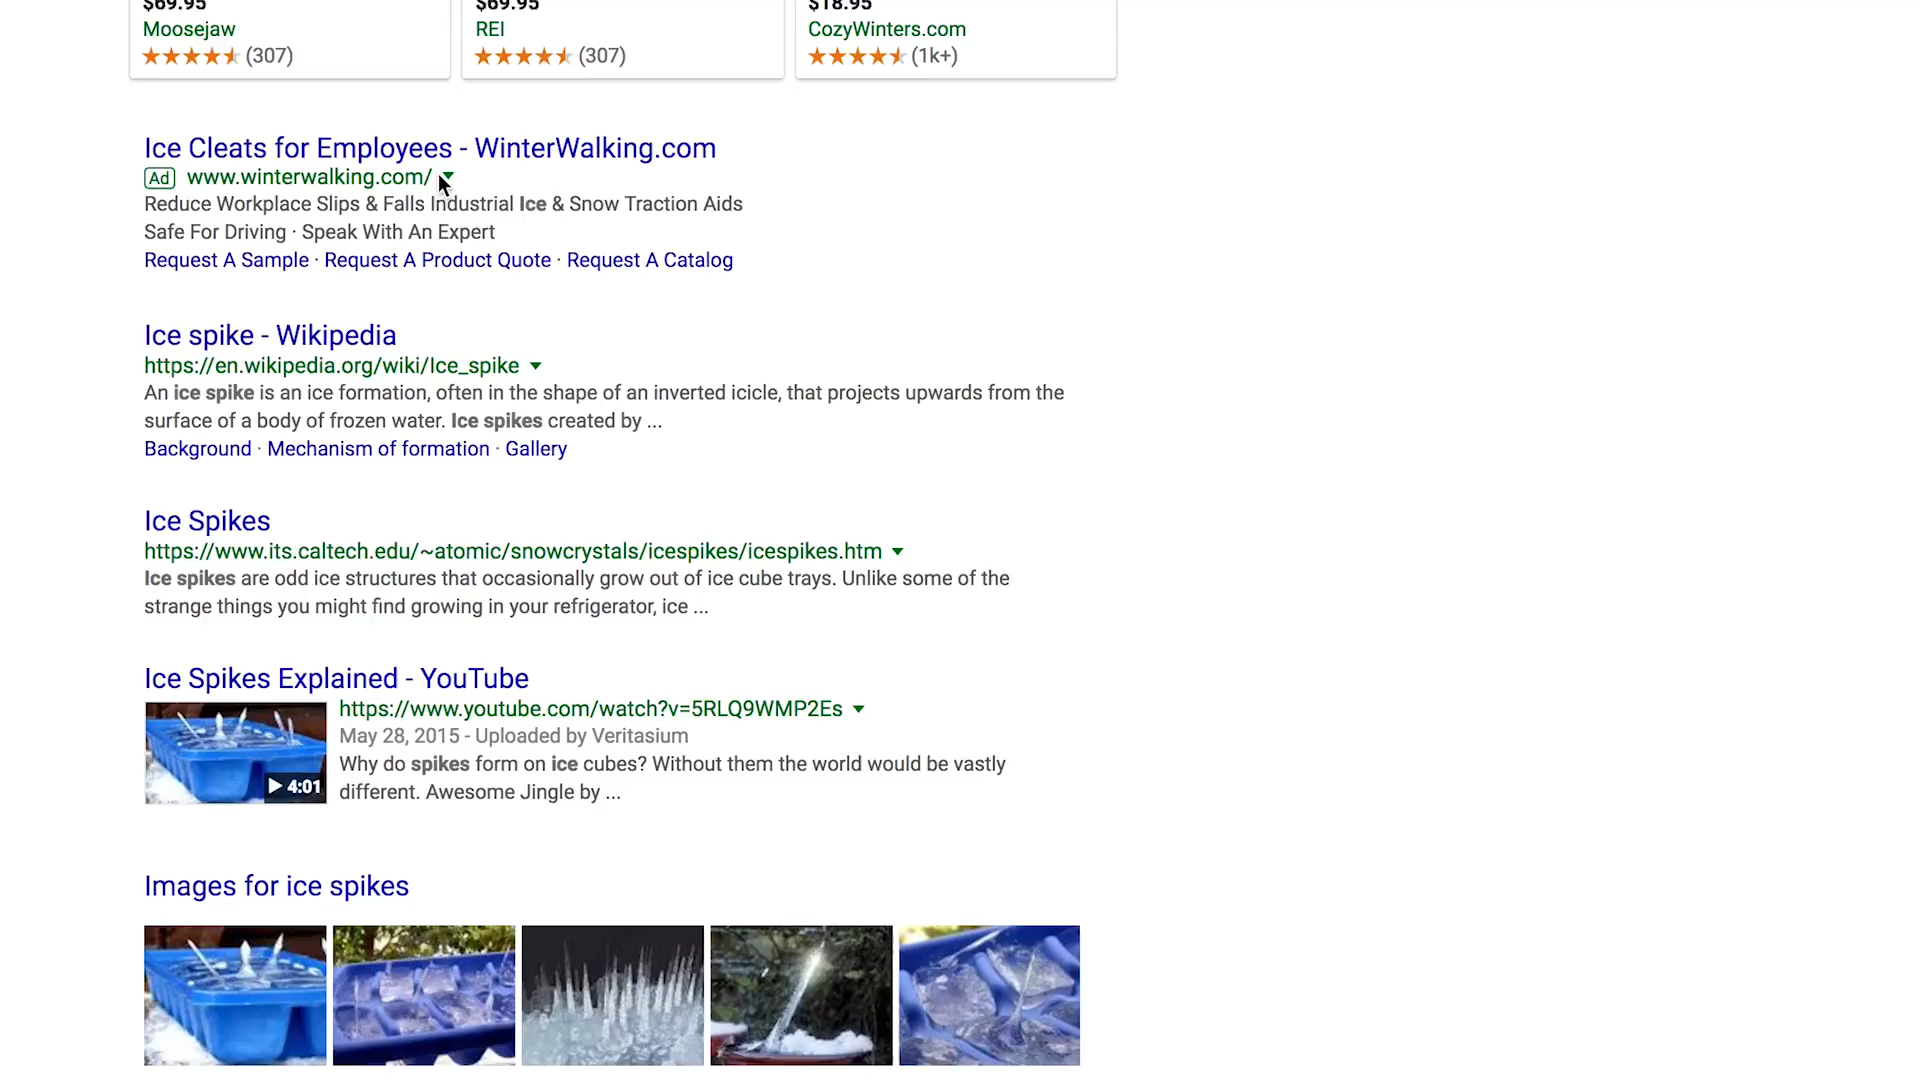 $69.95 $69.95 $18.95
Moosejaw REI CozyWinters.com
(307) (307) (1k+)
Ice Cleats for Employees - WinterWalking.com
Ad www.winterwalking.com/
Reduce Workplace Slips & Falls Industrial Ice & Snow Traction Aids
Safe For Driving · Speak With An Expert
Request A Sample · Request A Product Quote · Request A Catalog
Ice spike - Wikipedia
https://en.wikipedia.org/wiki/Ice_spike
An ice spike is an ice formation, often in the shape of an inverted icicle, that projects upwards from the
surface of a body of frozen water. Ice spikes created by ...
Background · Mechanism of formation · Gallery
Ice Spikes
https://www.its.caltech.edu/~atomic/snowcrystals/icespikes/icespikes.htm
Ice spikes are odd ice structures that occasionally grow out of ice cube trays. Unlike some of the
strange things you might find growing in your refrigerator, ice ...
Ice Spikes Explained - YouTube
https://www.youtube.com/watch?v=5RLQ9WMP2Es
May 28, 2015 - Uploaded by Veritasium
Why do spikes form on ice cubes? Without them the world would be vastly
4:01
different. Awesome Jingle by ...
Images for ice spikes